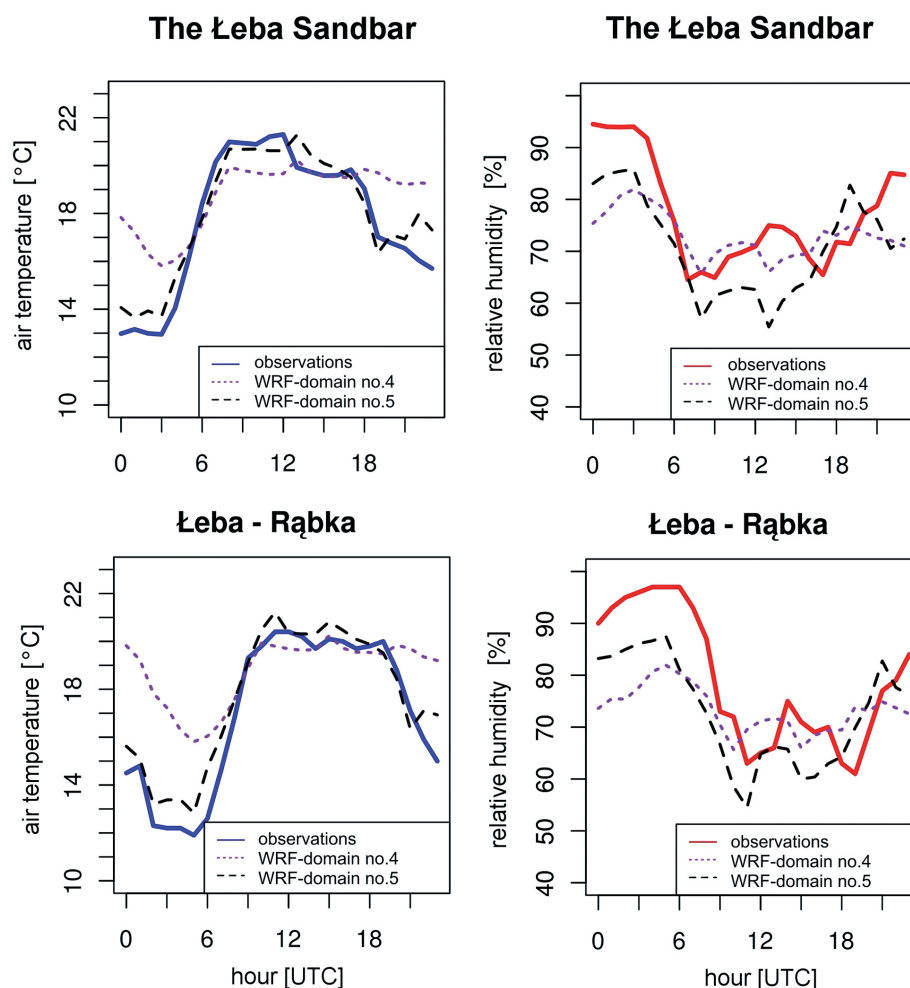 The Łeba Sandbar
air temperature [°C]
22
18
14
10
observations
WRF-domain no.4
WRF-domain no.5
0 6 12 18
The Łeba Sandbar
relative humidity [%]
90
80
70
60
50
40
observations
WRF-domain no.4
WRF-domain no.5
0 6 12 18
Łeba - Rąbka
air temperature [°C]
22
18
14
10
observations
WRF-domain no.4
WRF-domain no.5
0 6 12 18
hour [UTC]
Łeba - Rąbka
relative humidity [%]
90
80
70
60
50
40
observations
WRF-domain no.4
WRF-domain no.5
0 6 12 18
hour [UTC]